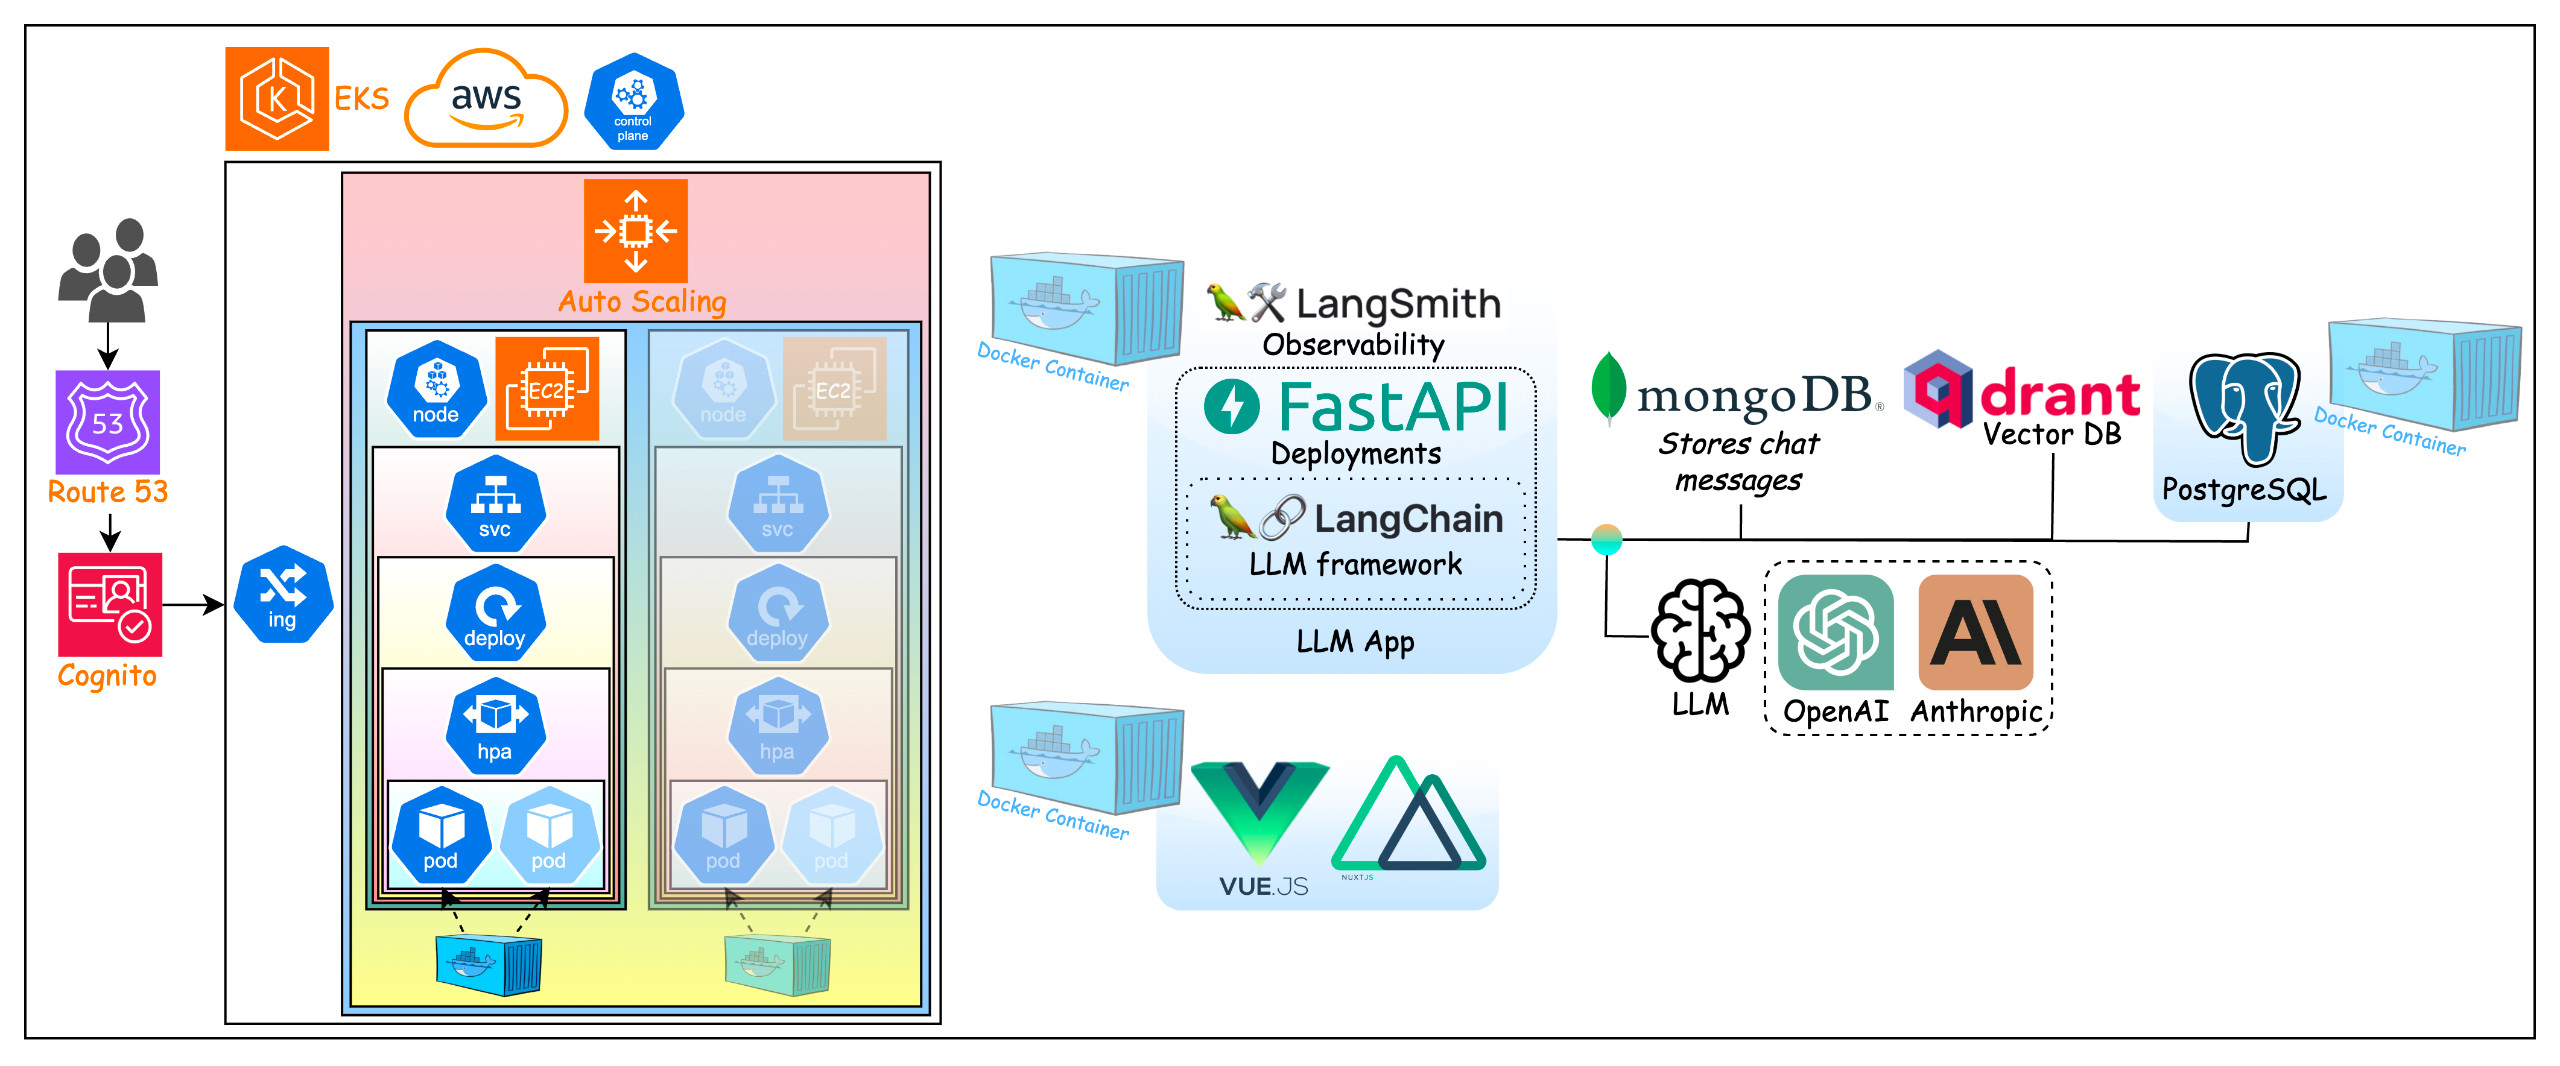 EKS
aws
control
plane
Auto Scaling
node
EC2
node
EC2
svc
svc
deploy
deploy
hpa
hpa
pod
pod
pod
pod
53
Route 53
Cognito
ing
Docker Container
LangSmith
Observability
FastAPI
Deployments
LangChain
LLM framework
LLM App
Docker Container
VUE.JS
NUXTJS
mongoDB®
Stores chat
messages
qdrant
Vector DB
PostgreSQL
Docker Container
LLM
AI
OpenAI
Anthropic
K